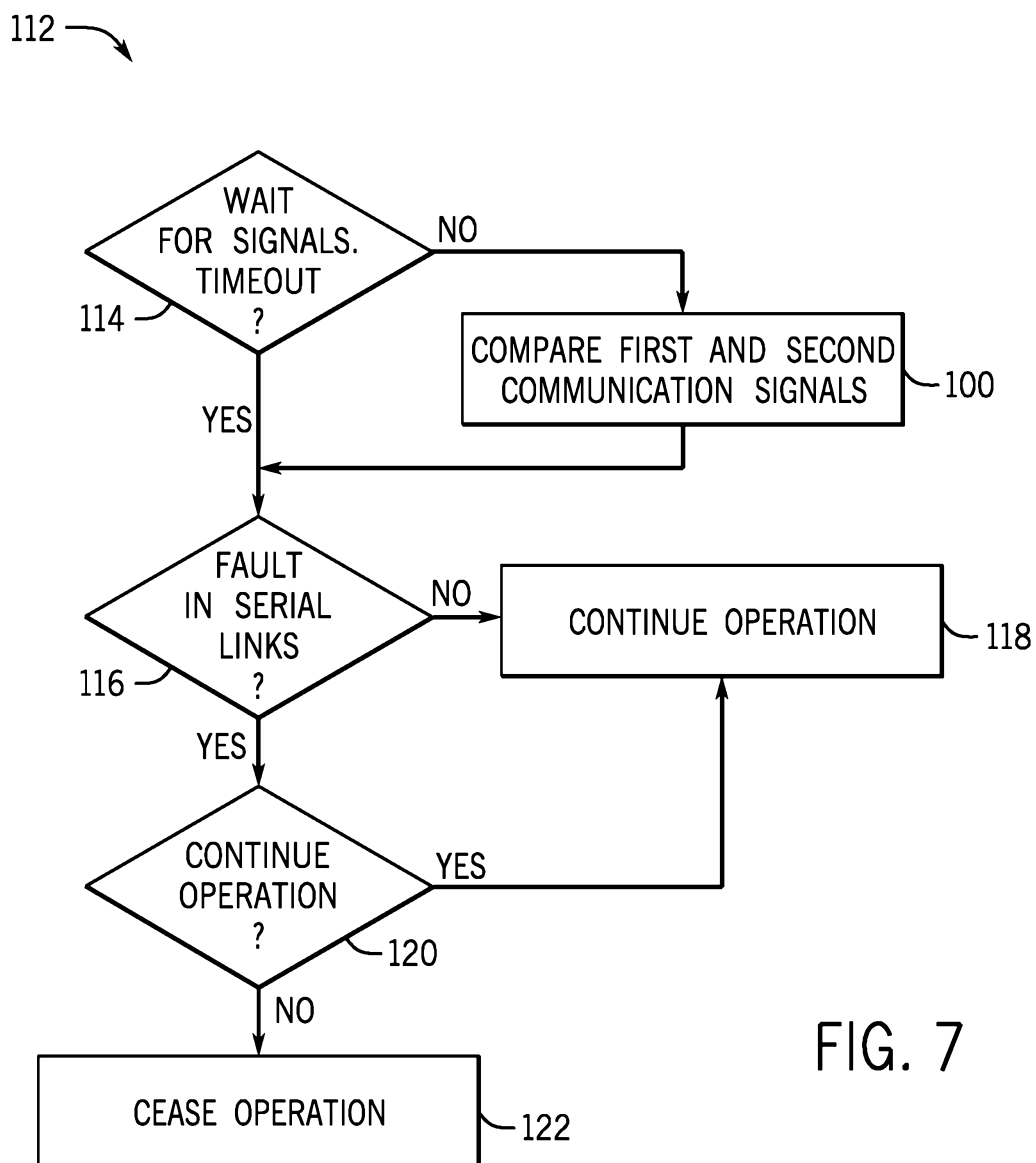 112
WAIT
FOR SIGNALS.
TIMEOUT
?
114
NO
COMPARE FIRST AND SECOND
COMMUNICATION SIGNALS
100
YES
FAULT
IN SERIAL
LINKS
?
116
NO
CONTINUE OPERATION
118
YES
CONTINUE
OPERATION
?
120
YES
NO
CEASE OPERATION
122
FIG. 7